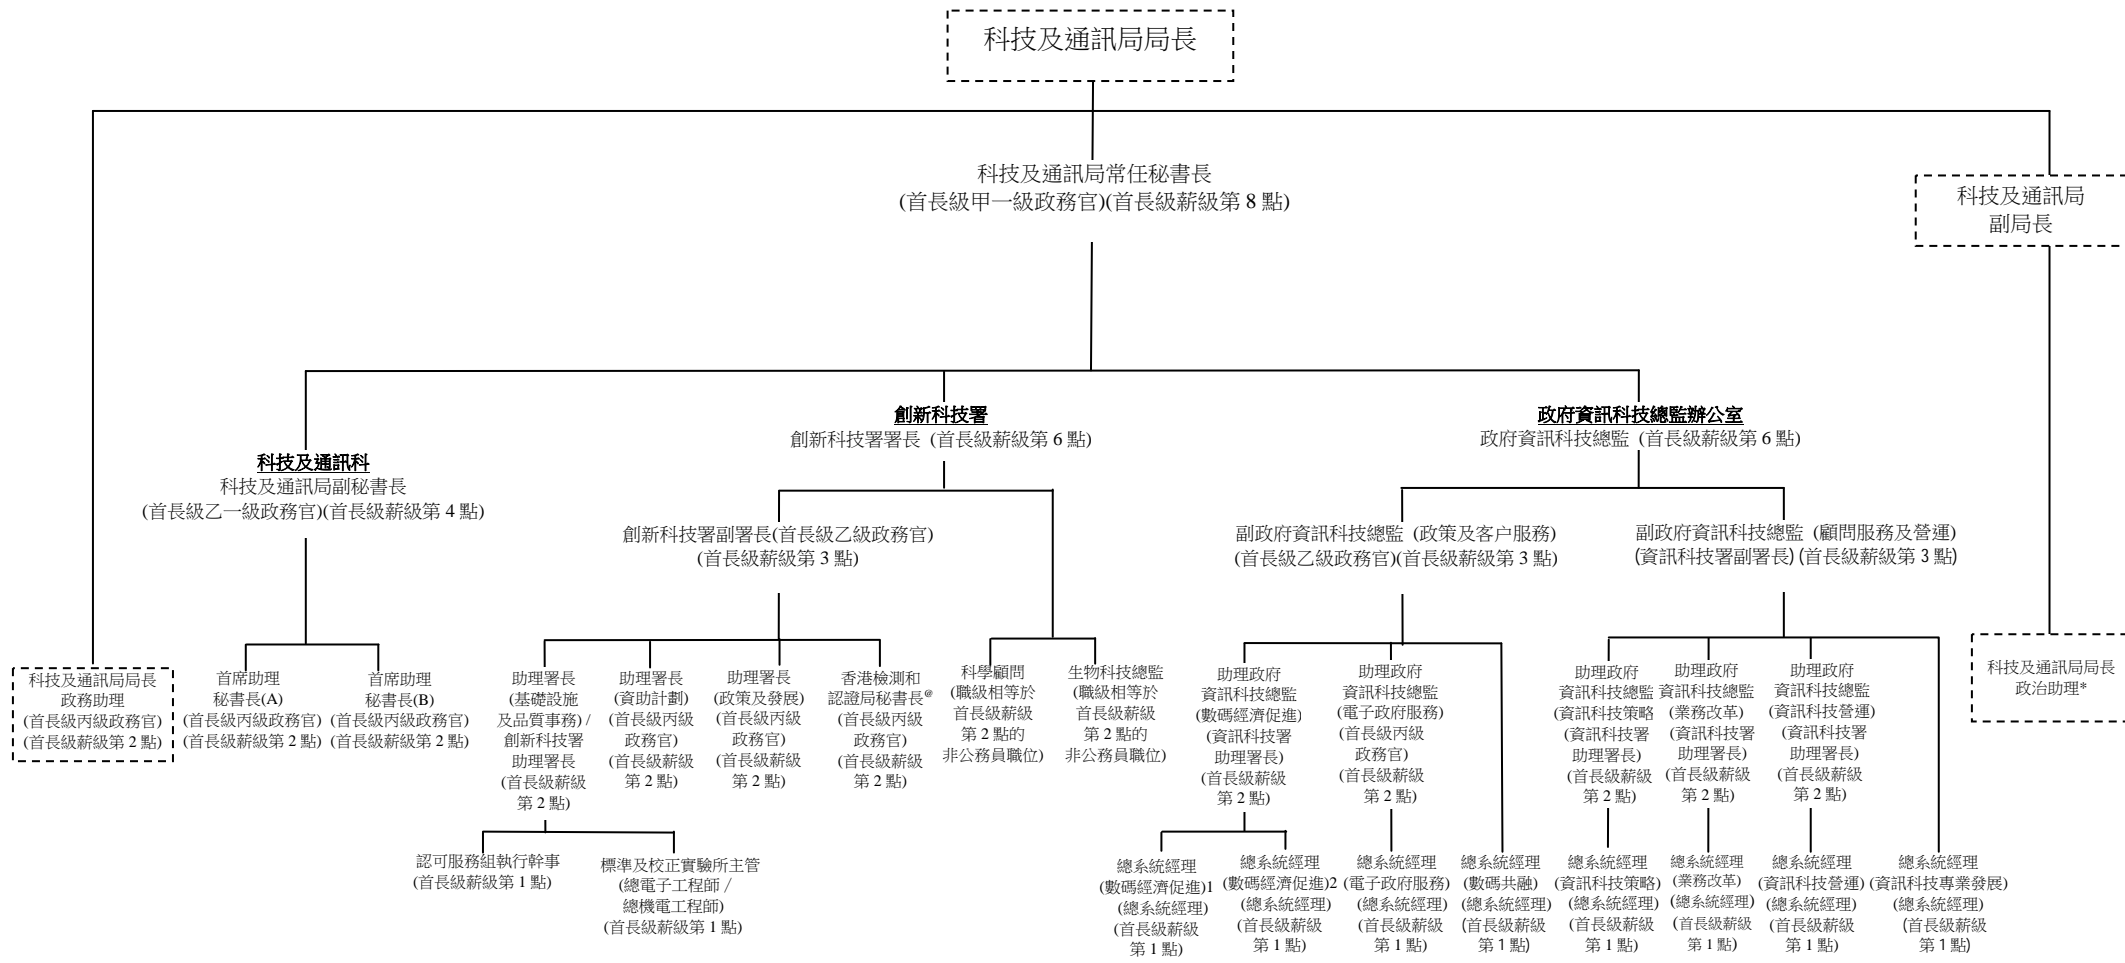 科技及通訊局局長
科技及通訊局常任秘書長
(首長級甲一級政務官)(首長級薪級第 8 點)
科技及通訊局
副局長
科技及通訊科
科技及通訊局副秘書長
(首長級乙一級政務官)(首長級薪級第 4 點)
創新科技署
創新科技署署長 (首長級薪級第 6 點)
政府資訊科技總監辦公室
政府資訊科技總監 (首長級薪級第 6 點)
創新科技署副署長(首長級乙級政務官)
(首長級薪級第 3 點)
副政府資訊科技總監 (政策及客户服務)
(首長級乙級政務官)(首長級薪級第 3 點)
副政府資訊科技總監 (顧問服務及營運)
(資訊科技署副署長) (首長級薪級第 3 點)
科技及通訊局局長
政務助理
(首長級丙級政務官)
(首長級薪級第 2 點)
首席助理
秘書長(A)
(首長級丙級政務官)
(首長級薪級第 2 點)
首席助理
秘書長(B)
(首長級丙級政務官)
(首長級薪級第 2 點)
助理署長
(基礎設施
及品質事務) /
創新科技署
助理署長
(首長級薪級
第 2 點)
助理署長
(資助計劃)
(首長級丙級
政務官)
(首長級薪級
第 2 點)
助理署長
(政策及發展)
(首長級丙級
政務官)
(首長級薪級
第 2 點)
香港檢測和
認證局秘書長@
(首長級丙級
政務官)
(首長級薪級
第 2 點)
科學顧問
(職級相等於
首長級薪級
第 2 點的
非公務員職位)
生物科技總監
(職級相等於
首長級薪級
第 2 點的
非公務員職位)
助理政府
資訊科技總監
(數碼經濟促進)
(資訊科技署
助理署長)
(首長級薪級
第 2 點)
助理政府
資訊科技總監
(電子政府服務)
(首長級丙級
政務官)
(首長級薪級
第 2 點)
助理政府
資訊科技總監
(資訊科技策略
(資訊科技署
助理署長)
(首長級薪級
第 2 點)
助理政府
資訊科技總監
(業務改革)
(資訊科技署
助理署長)
(首長級薪級
第 2 點)
助理政府
資訊科技總監
(資訊科技營運)
(資訊科技署
助理署長)
(首長級薪級
第 2 點)
科技及通訊局局長
政治助理*
認可服務組執行幹事
(首長級薪級第 1 點)
標準及校正實驗所主管
(總電子工程師 /
總機電工程師)
(首長級薪級第 1 點)
總系統經理
(數碼經濟促進)1
(總系統經理)
(首長級薪級
第 1 點)
總系統經理
(數碼經濟促進)2
(總系統經理)
(首長級薪級
第 1 點)
總系統經理
(電子政府服務)
(總系統經理)
(首長級薪級
第 1 點)
總系統經理
(數碼共融)
(總系統經理)
(首長級薪級
第 1 點)
總系統經理
(資訊科技策略)
(總系統經理)
(首長級薪級
第 1 點)
總系統經理
(業務改革)
(總系統經理)
(首長級薪級
第 1 點)
總系統經理
(資訊科技營運)
(總系統經理)
(首長級薪級
第 1 點)
總系統經理
(資訊科技專業發展)
(總系統經理)
(首長級薪級
第 1 點)